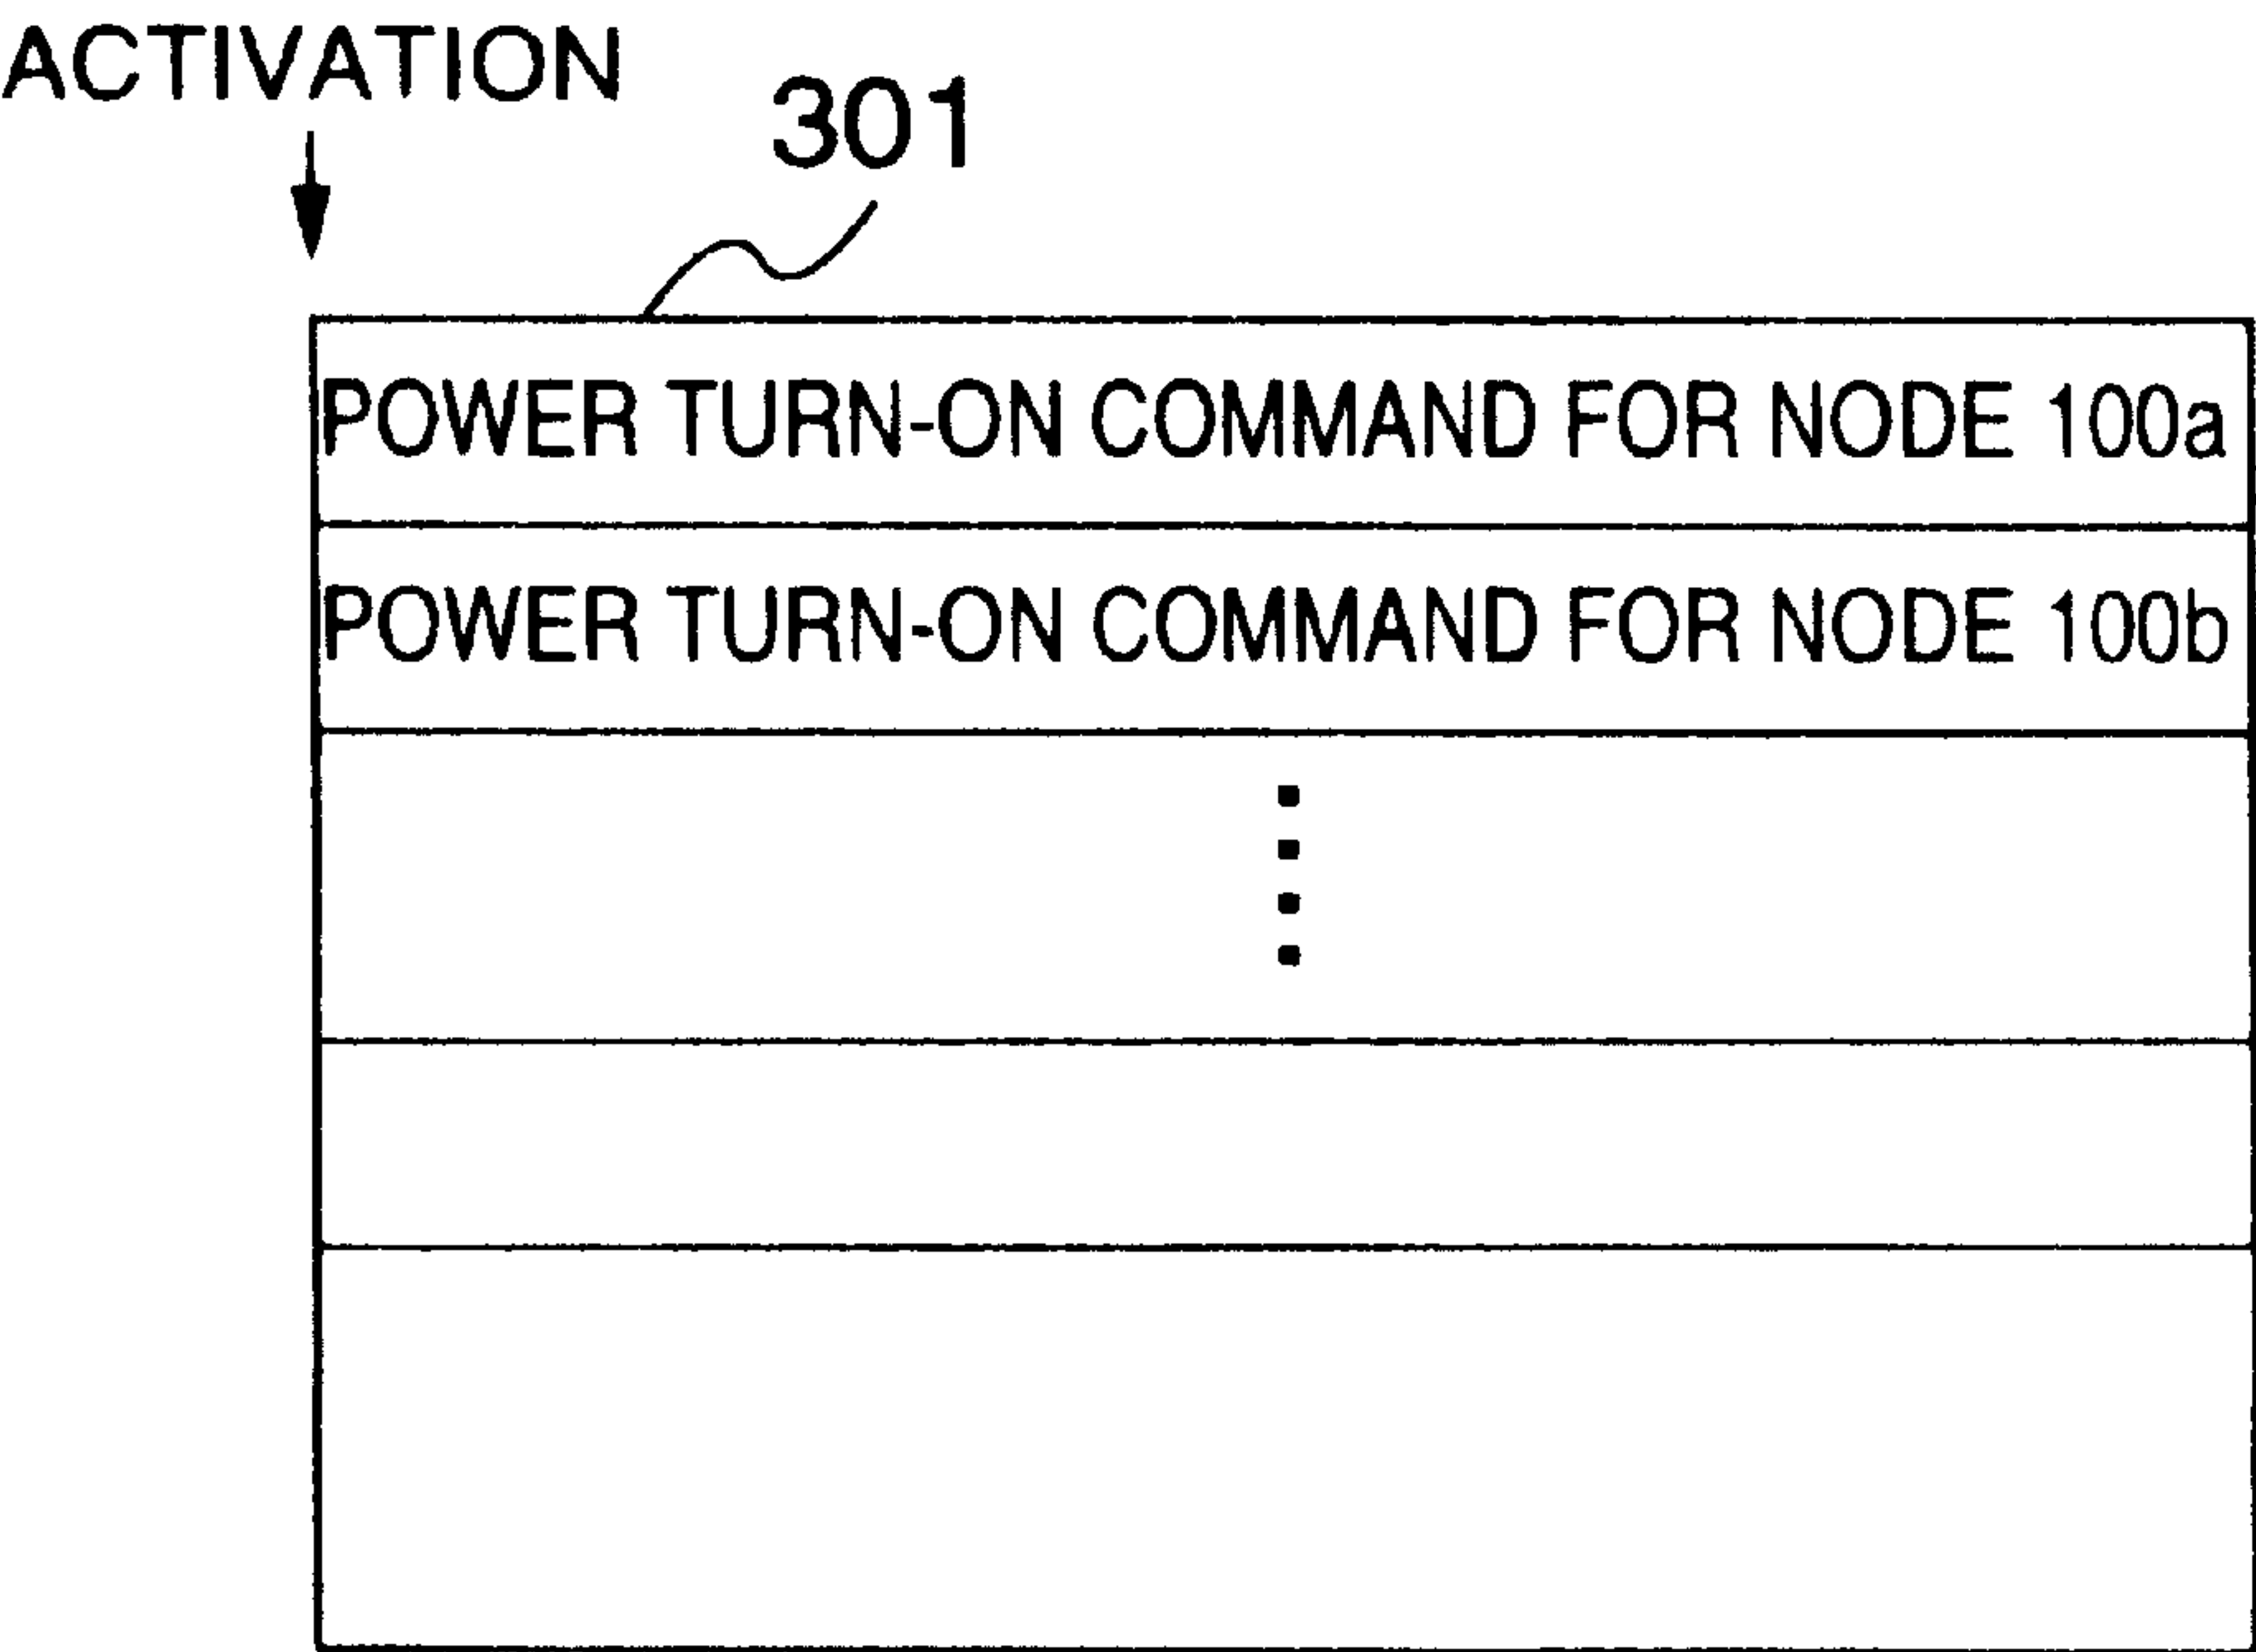 ACTIVATION
301
POWER TURN-ON COMMAND FOR NODE 100a
POWER TURN-ON COMMAND FOR NODE 100b